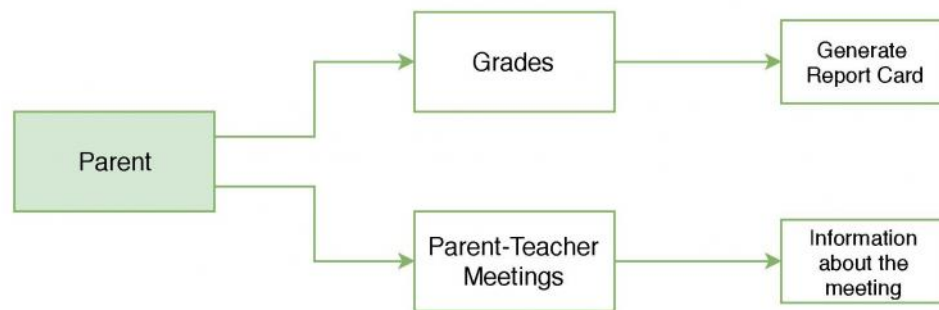 Parent
Grades
Generate
Report Card
Parent-Teacher
Meetings
Information
about the
meeting